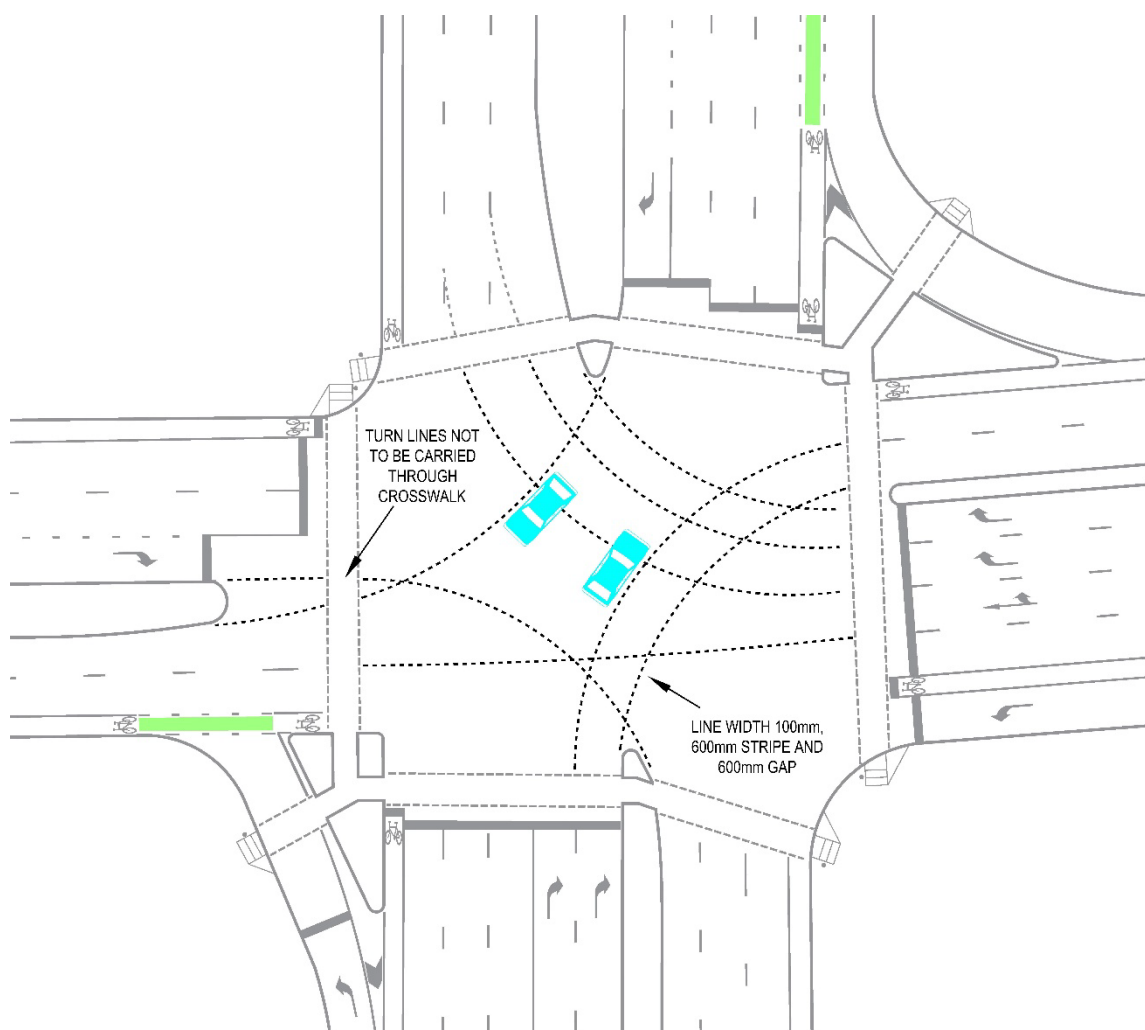 TURN LINES NOT
TO BE CARRIED
THROUGH
CROSSWALK
LINE WIDTH 100mm,
600mm STRIPE AND
600mm GAP